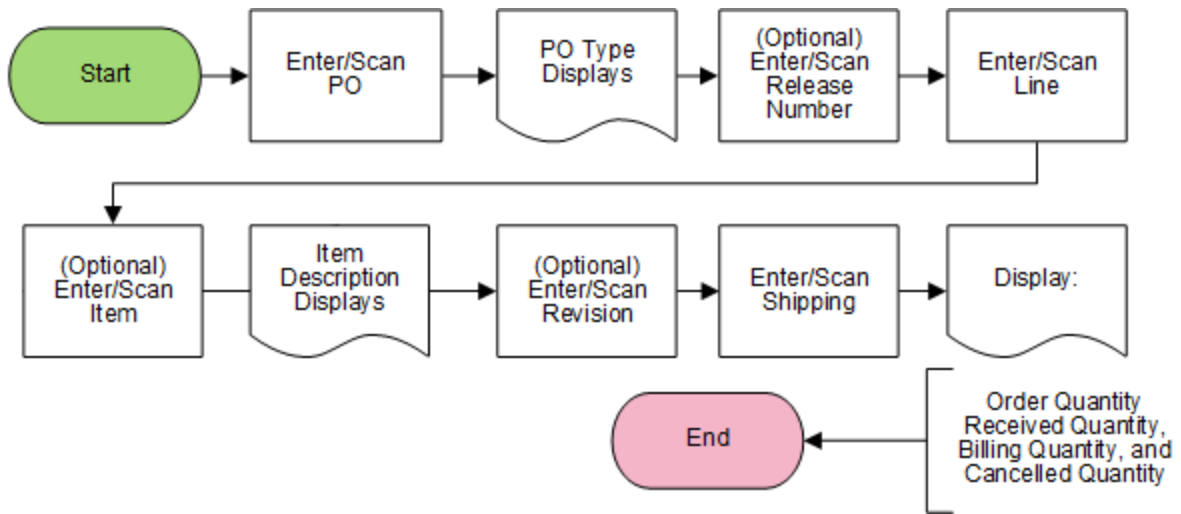 Start
Enter/Scan
PO
PO Type
Displays
(Optional)
Enter/Scan
Release
Number
Enter/Scan
Line
(Optional)
Enter/Scan
Item
Item
Description
Displays
(Optional)
Enter/Scan
Revision
Enter/Scan
Shipping
Display:
Order Quantity
Received Quantity,
Billing Quantity, and
Cancelled Quantity
End